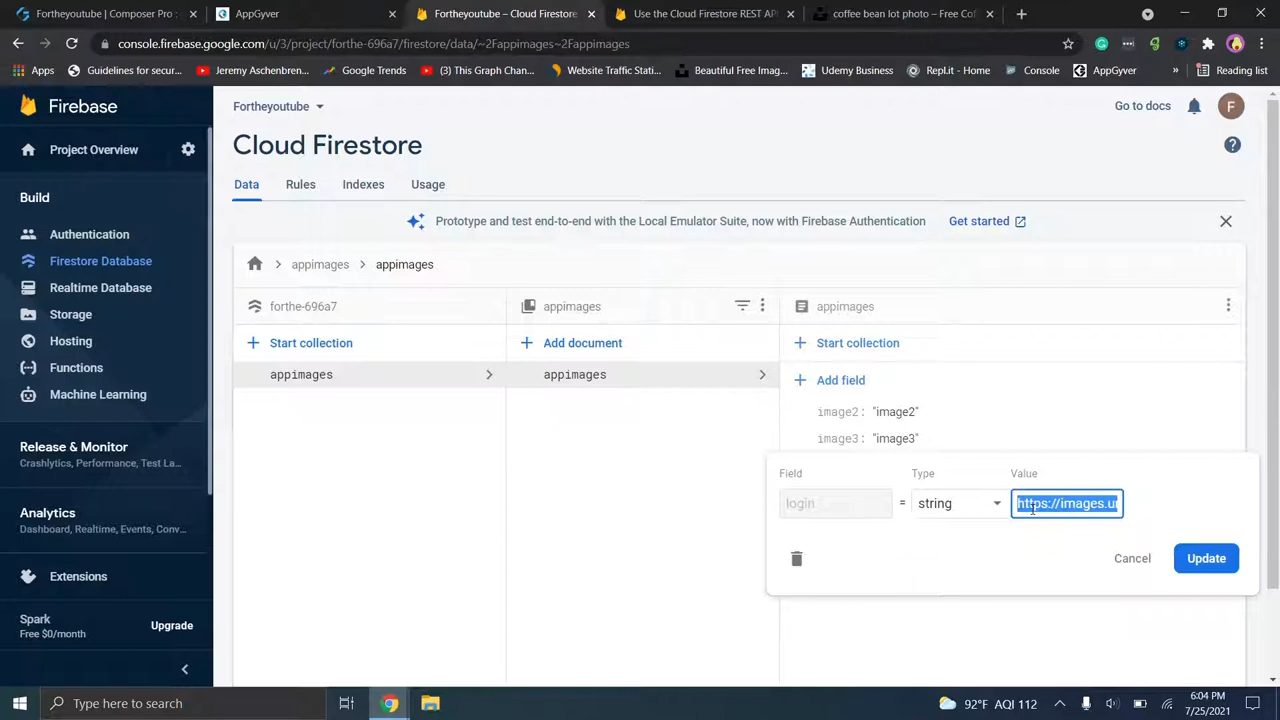 Fortheyoutube | Composer Pro :
AppGyver
Fortheyoutube – Cloud Firestore
Use the Cloud Firestore REST API
coffee bean lot photo – Free Cof
console.firebase.google.com/u/3/project/forthe-696a7/firestore/data/~2Fappimages~2Fappimages
Apps
Guidelines for secur...
Jeremy Aschenbren...
Google Trends
(3) This Graph Chan...
Website Traffic Stati...
Beautiful Free Imag...
Udemy Business
Repl.it - Home
Console
AppGyver
»
Reading list
Firebase
Fortheyoutube
Go to docs
F
Project Overview
Cloud Firestore
Build
Data
Rules
Indexes
Usage
Authentication
Prototype and test end-to-end with the Local Emulator Suite, now with Firebase Authentication
Get started
Firestore Database
Realtime Database
Storage
Hosting
Functions
Machine Learning
appimages
appimages
forthe-696a7
appimages
appimages
Start collection
Add document
Start collection
appimages
appimages
Add field
image2: "image2"
image3: "image3"
Release & Monitor
Crashlytics, Performance, Test La...
Field
Type
Value
login
=
string
https://images.u
Analytics
Dashboard, Realtime, Events, Conv...
Cancel
Update
Extensions
Spark
Free $0/month
Upgrade
Type here to search
92°F AQI 112
6:04 PM
7/25/2021